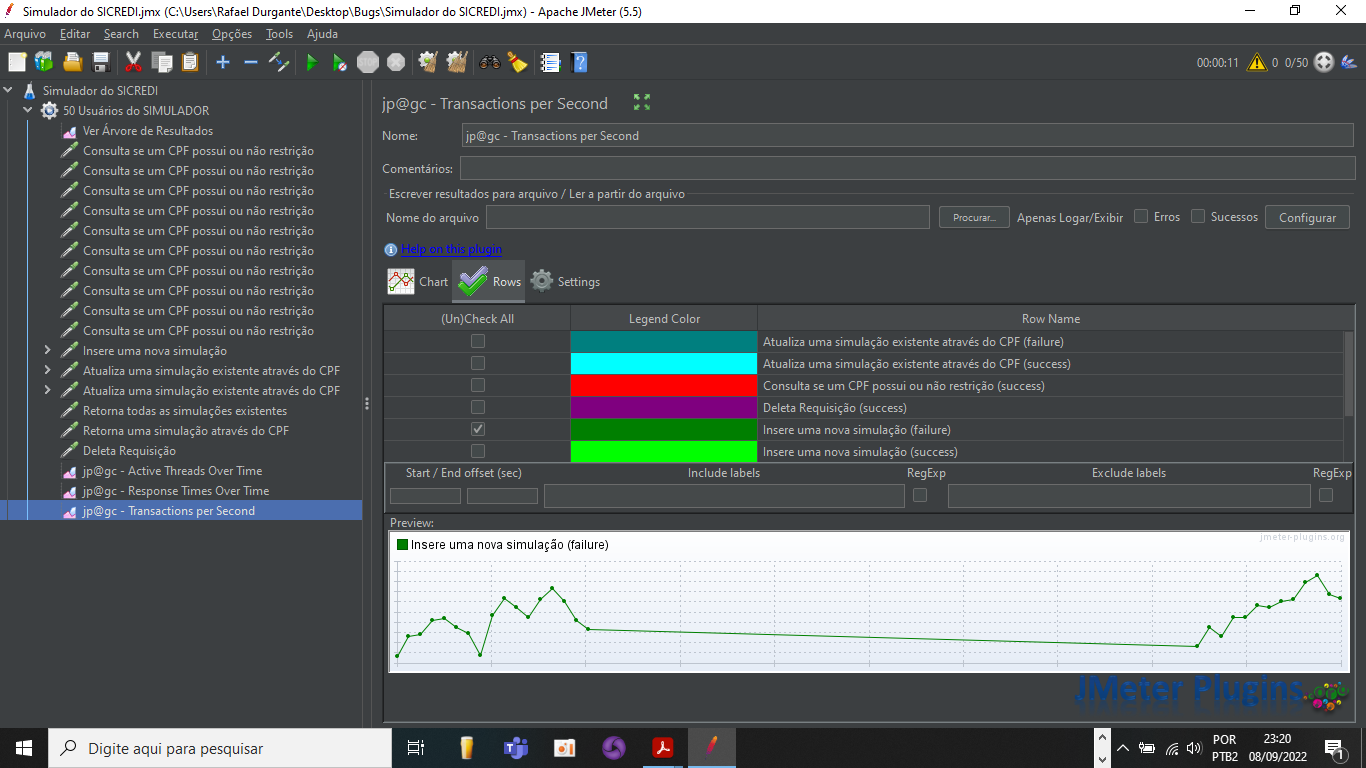 Simulador do SICREDI.jmx (C:\Users\Rafael Durgante\Desktop\Bugs\Simulador do SICREDI.jmx) - Apache JMeter (5.5)
Arquivo Editar Search Executar Opções Tools Ajuda
STOP 00:00:11 0 0/50
Simulador do SICREDI
50 Usuários do SIMULADOR
Ver Árvore de Resultados
Consulta se um CPF possui ou não restrição
Consulta se um CPF possui ou não restrição
Consulta se um CPF possui ou não restrição
Consulta se um CPF possui ou não restrição
Consulta se um CPF possui ou não restrição
Consulta se um CPF possui ou não restrição
Consulta se um CPF possui ou não restrição
Consulta se um CPF possui ou não restrição
Consulta se um CPF possui ou não restrição
Consulta se um CPF possui ou não restrição
Insere uma nova simulação
Atualiza uma simulação existente através do CPF
Atualiza uma simulação existente através do CPF
Retorna todas as simulações existentes
Retorna uma simulação através do CPF
Deleta Requisição
jp@gc - Active Threads Over Time
jp@gc - Response Times Over Time
jp@gc - Transactions per Second
jp@gc - Transactions per Second
Nome: jp@gc - Transactions per Second
Comentários:
Escrever resultados para arquivo / Ler a partir do arquivo
Nome do arquivo Procurar... Apenas Logar/Exibir Erros Sucessos Configurar
Help on this plugin
Chart Rows Settings
(Un)Check All Legend Color Row Name
Atualiza uma simulação existente através do CPF (failure)
Atualiza uma simulação existente através do CPF (success)
Consulta se um CPF possui ou não restrição (success)
Deleta Requisição (success)
Insere uma nova simulação (failure)
Insere uma nova simulação (success)
Start / End offset (sec) Include labels RegExp Exclude labels RegExp
Preview:
Insere uma nova simulação (failure) jmeter-plugins.org
JMeter Plugins
Digite aqui para pesquisar
POR 23:20
PTB2 08/09/2022 1